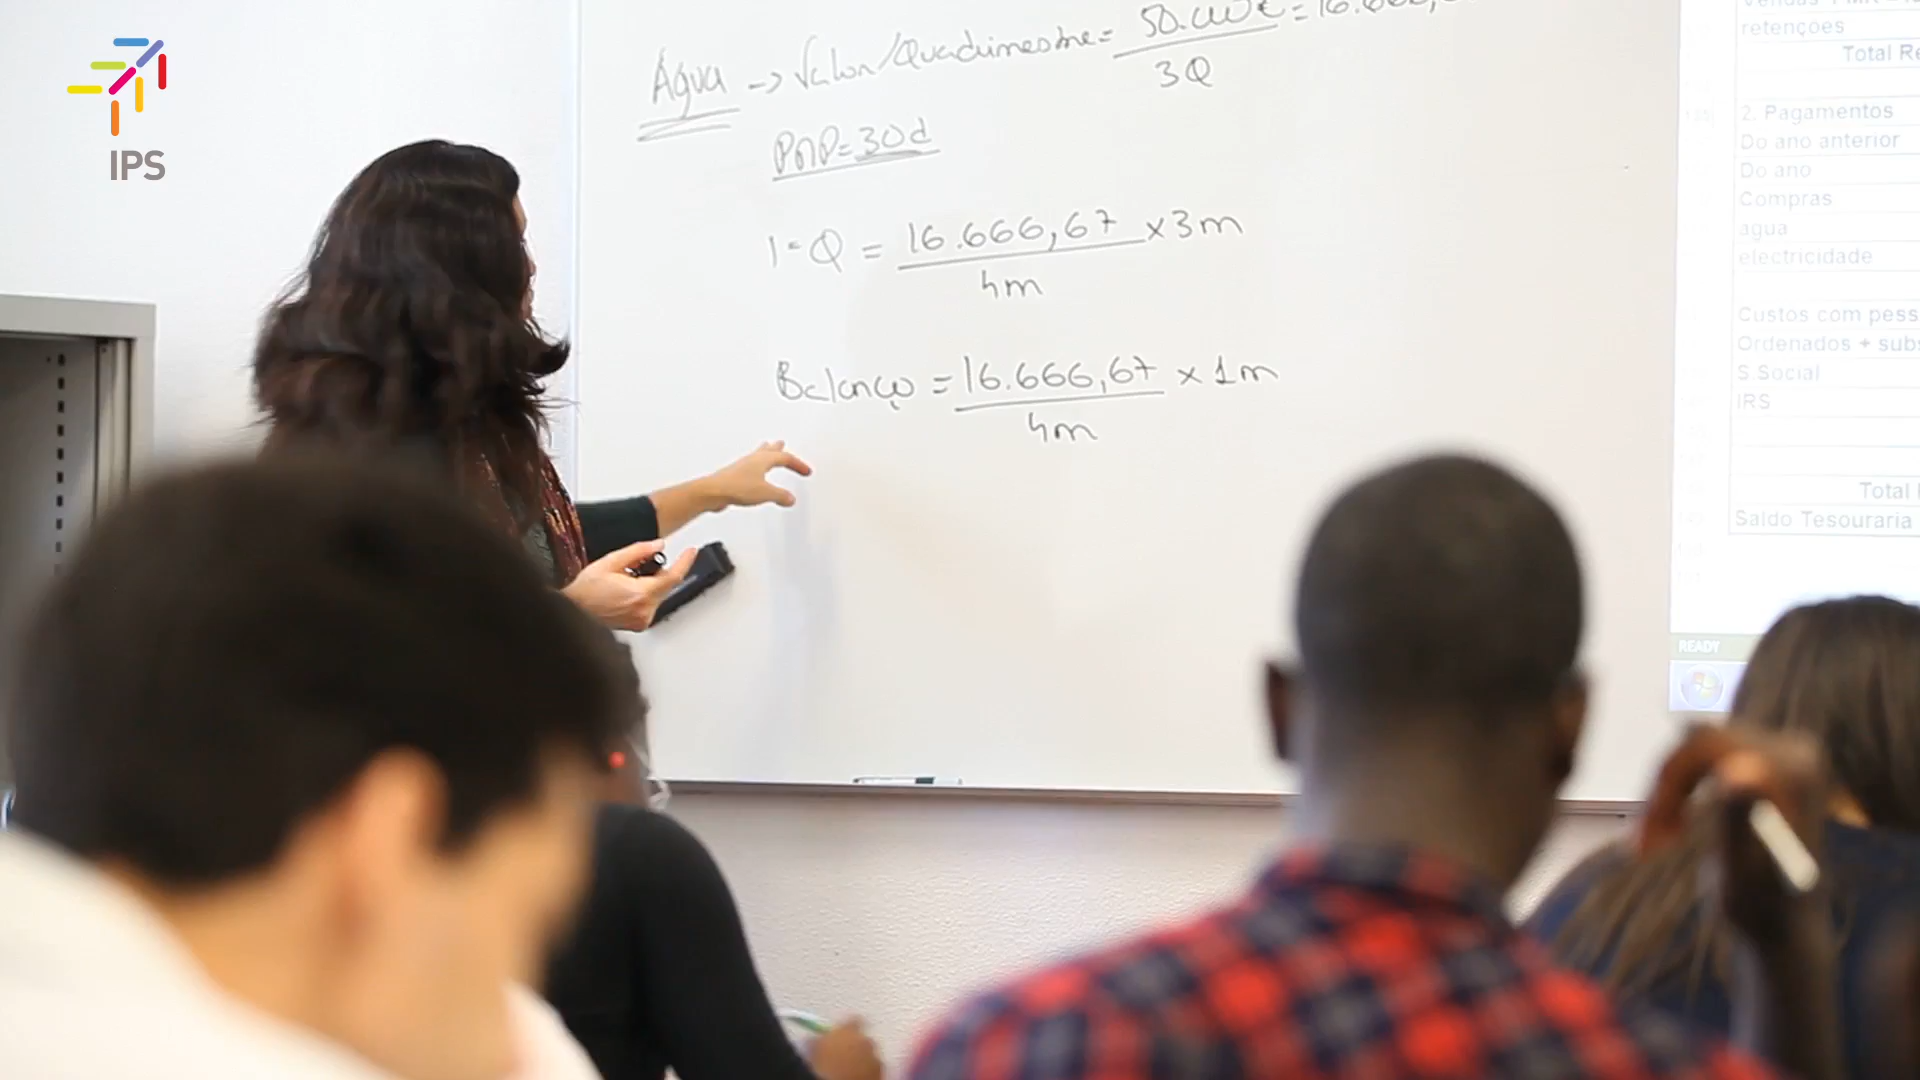 IPS
Água -> Valor/Quadrimestre = 50.000€ = 16.666,
3Q
PMP = 30d
1º Q = 16.666,67 x 3m
4m
Balanço = 16.666,67 x 1m
4m
retenções
Total Re
2. Pagamentos
Do ano anterior
Do ano
Compras
agua
electricidade
Custos com pess
Ordenados + subs
S.Social
IRS
Total
Saldo Tesouraria
READY